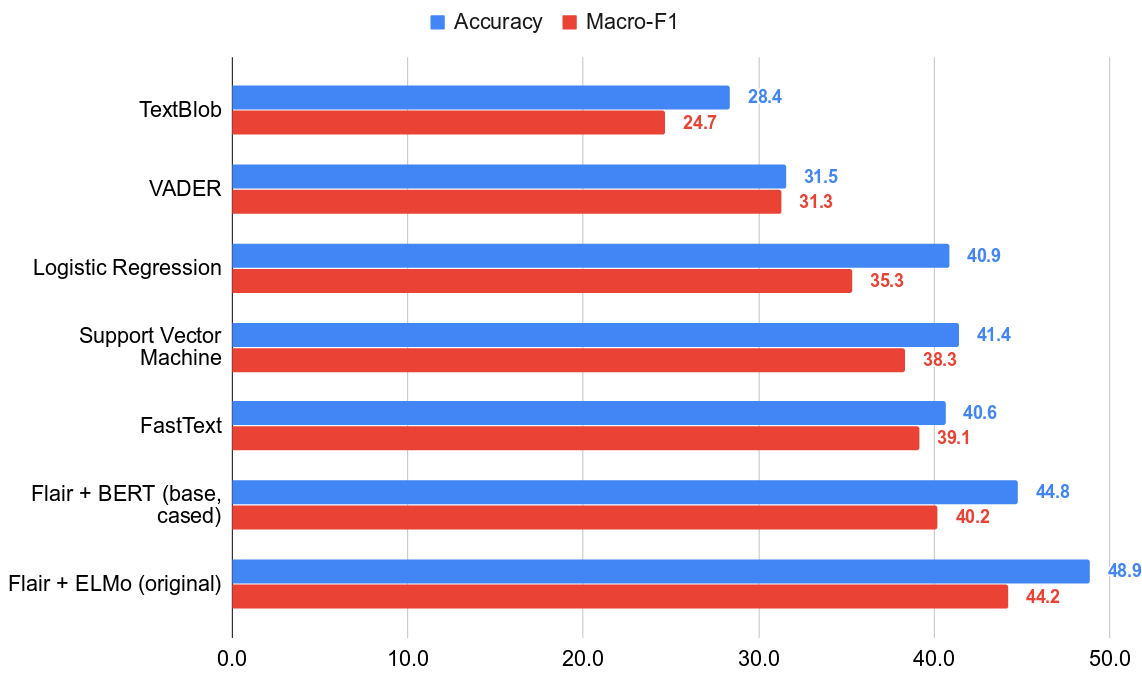 Accuracy Macro-F1
TextBlob
28.4
24.7
VADER
31.5
31.3
Logistic Regression
40.9
35.3
Support Vector
Machine
41.4
38.3
FastText
40.6
39.1
Flair + BERT (base,
cased)
44.8
40.2
Flair + ELMo (original)
48.9
44.2
0.0 10.0 20.0 30.0 40.0 50.0